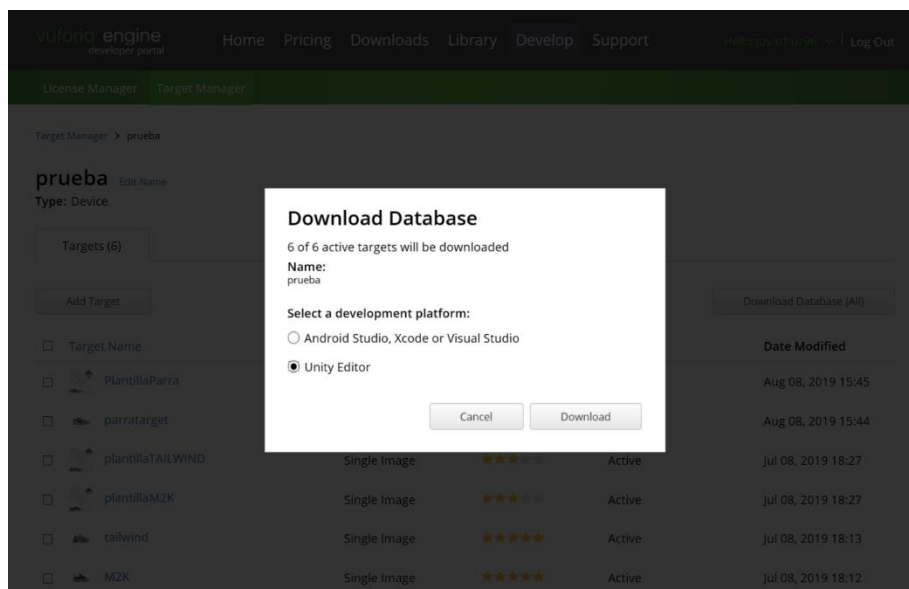 vuforia engine
developer portal
Home Pricing Downloads Library Develop Support
Hello jovarhur96 | Log Out
License Manager Target Manager
Target Manager > prueba
prueba Edit Name
Type: Device
Targets (6)
Add Target
Download Database (All)
Download Database
6 of 6 active targets will be downloaded
Name:
prueba
Select a development platform:
Android Studio, Xcode or Visual Studio
Unity Editor
Cancel Download
Target Name Date Modified
PlantillaParra Aug 08, 2019 15:45
parratarget Aug 08, 2019 15:44
plantillaTAILWIND Single Image Active Jul 08, 2019 18:27
plantillaM2K Single Image Active Jul 08, 2019 18:27
tailwind Single Image Active Jul 08, 2019 18:13
M2K Single Image Active Jul 08, 2019 18:12